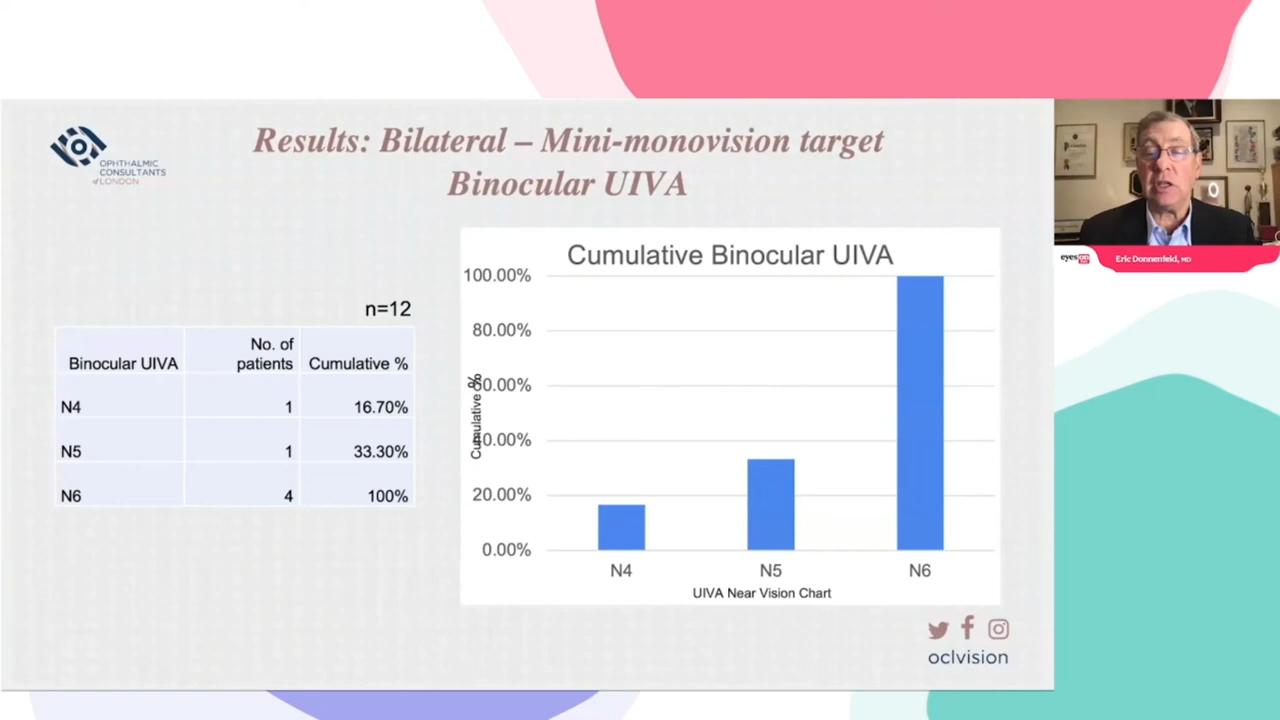 OPHTHALMIC
CONSULTANTS
of LONDON
Results: Bilateral – Mini-monovision target
Binocular UIVA
n=12
Binocular UIVA No. of patients Cumulative %
N4 1 16.70%
N5 1 33.30%
N6 4 100%
Cumulative Binocular UIVA
100.00%
80.00%
60.00%
40.00%
20.00%
0.00%
Cumulative %
N4 N5 N6
UIVA Near Vision Chart
oclvision
eyeson
Eric Donnenfeld, MD